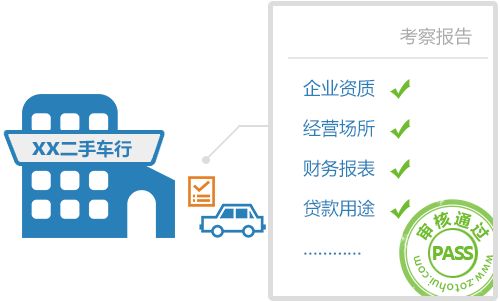 考察报告
企业资质
经营场所
财务报表
贷款用途
............
XX二手车行
审核通过
PASS
www.zotohui.com